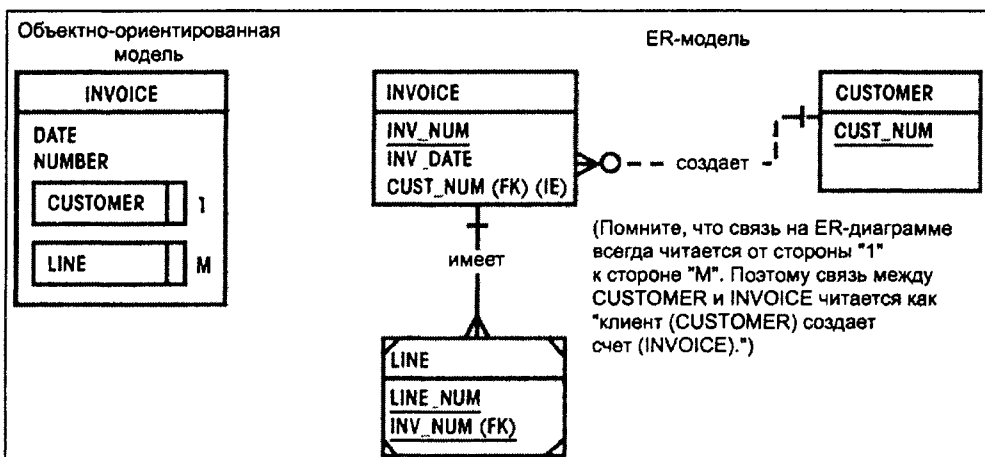 Объектно-ориентированная
модель
INVOICE
DATE
NUMBER
CUSTOMER 1
LINE M
ER-модель
INVOICE
INV_NUM
INV_DATE
CUST_NUM (FK) (IE)
создает
CUSTOMER
CUST_NUM
имеет
LINE
LINE_NUM
INV_NUM (FK)
(Помните, что связь на ER-диаграмме
всегда читается от стороны "1"
к стороне "М". Поэтому связь между
CUSTOMER и INVOICE читается как
"клиент (CUSTOMER) создает
счет (INVOICE).")